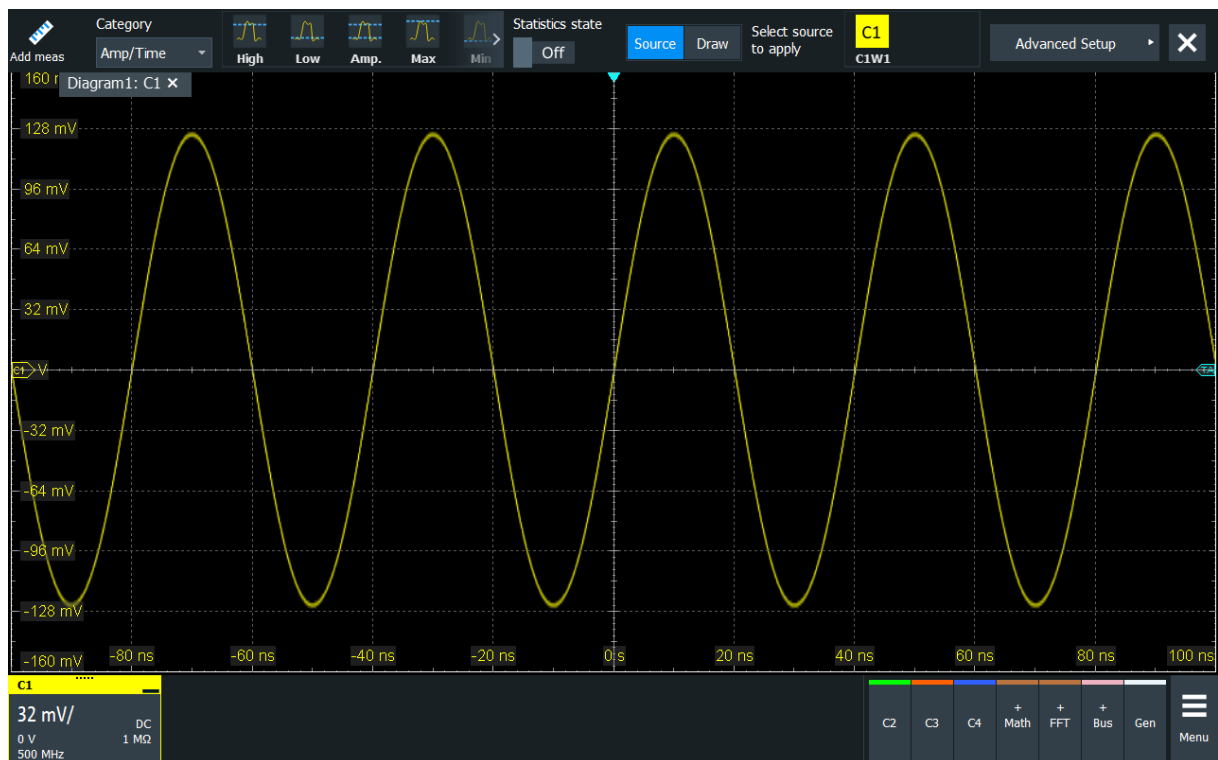 Add meas
Category
Amp/Time
High
Low
Amp.
Max
Min
Statistics state
Off
Source
Draw
Select source
to apply
C1
C1W1
Advanced Setup
Diagram1: C1
160
128 mV
96 mV
64 mV
32 mV
C1 V
TA
-32 mV
-64 mV
-96 mV
-128 mV
-160 mV
-80 ns
-60 ns
-40 ns
-20 ns
0 s
20 ns
40 ns
60 ns
80 ns
100 ns
C1
32 mV/
DC
0 V
1 MΩ
500 MHz
C2
C3
C4
+
Math
+
FFT
+
Bus
Gen
Menu